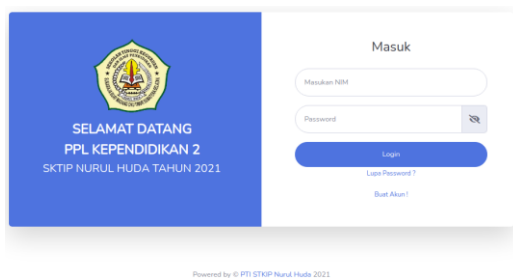 SELAMAT DATANG
PPL KEPENDIDIKAN 2
SKTIP NURUL HUDA TAHUN 2021
Masuk
Masukan NIM
Password
Login
Lupa Password ?
Buat Akun !
Powered by © PTI STKIP Nurul Huda 2021